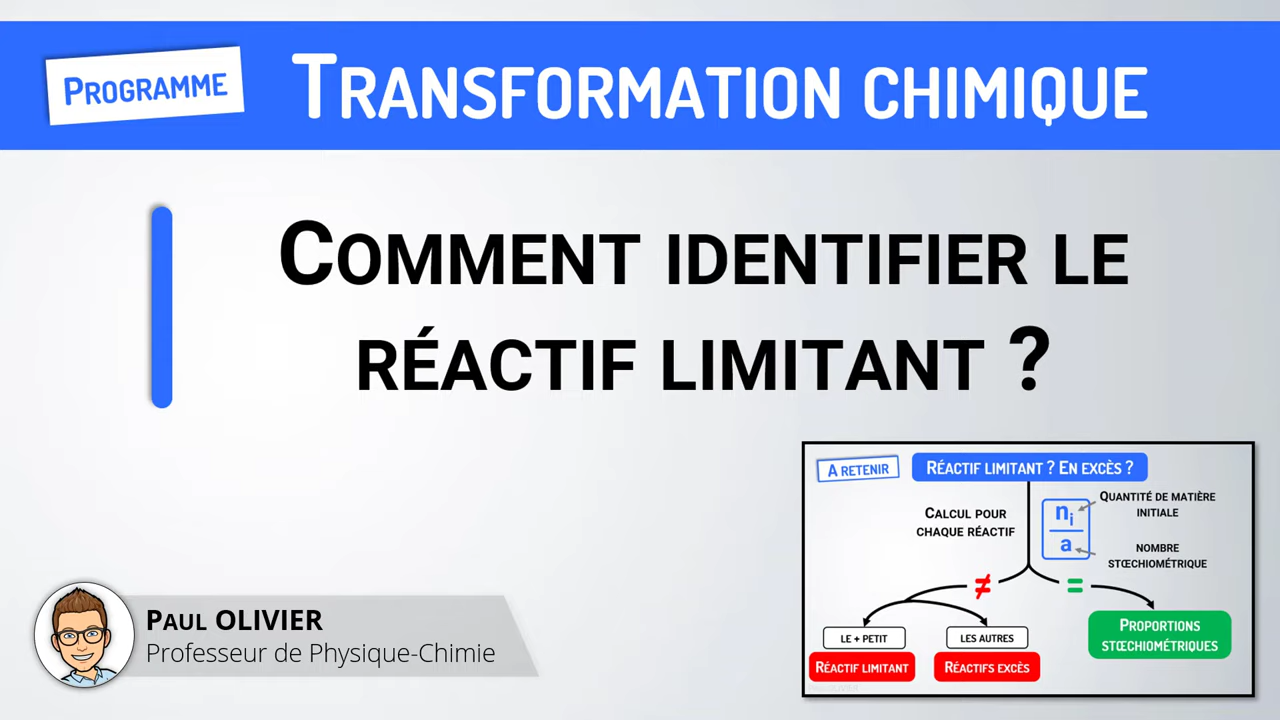 PROGRAMME
TRANSFORMATION CHIMIQUE
COMMENT IDENTIFIER LE
RÉACTIF LIMITANT ?
A RETENIR
RÉACTIF LIMITANT ? EN EXCÈS ?
CALCUL POUR
CHAQUE RÉACTIF
ni
a
QUANTITÉ DE MATIÈRE
INITIALE
NOMBRE
STŒCHIOMÉTRIQUE
≠
=
LE + PETIT
LES AUTRES
RÉACTIF LIMITANT
RÉACTIFS EXCÈS
PROPORTIONS
STŒCHIOMÉTRIQUES
PAUL OLIVIER
Professeur de Physique-Chimie